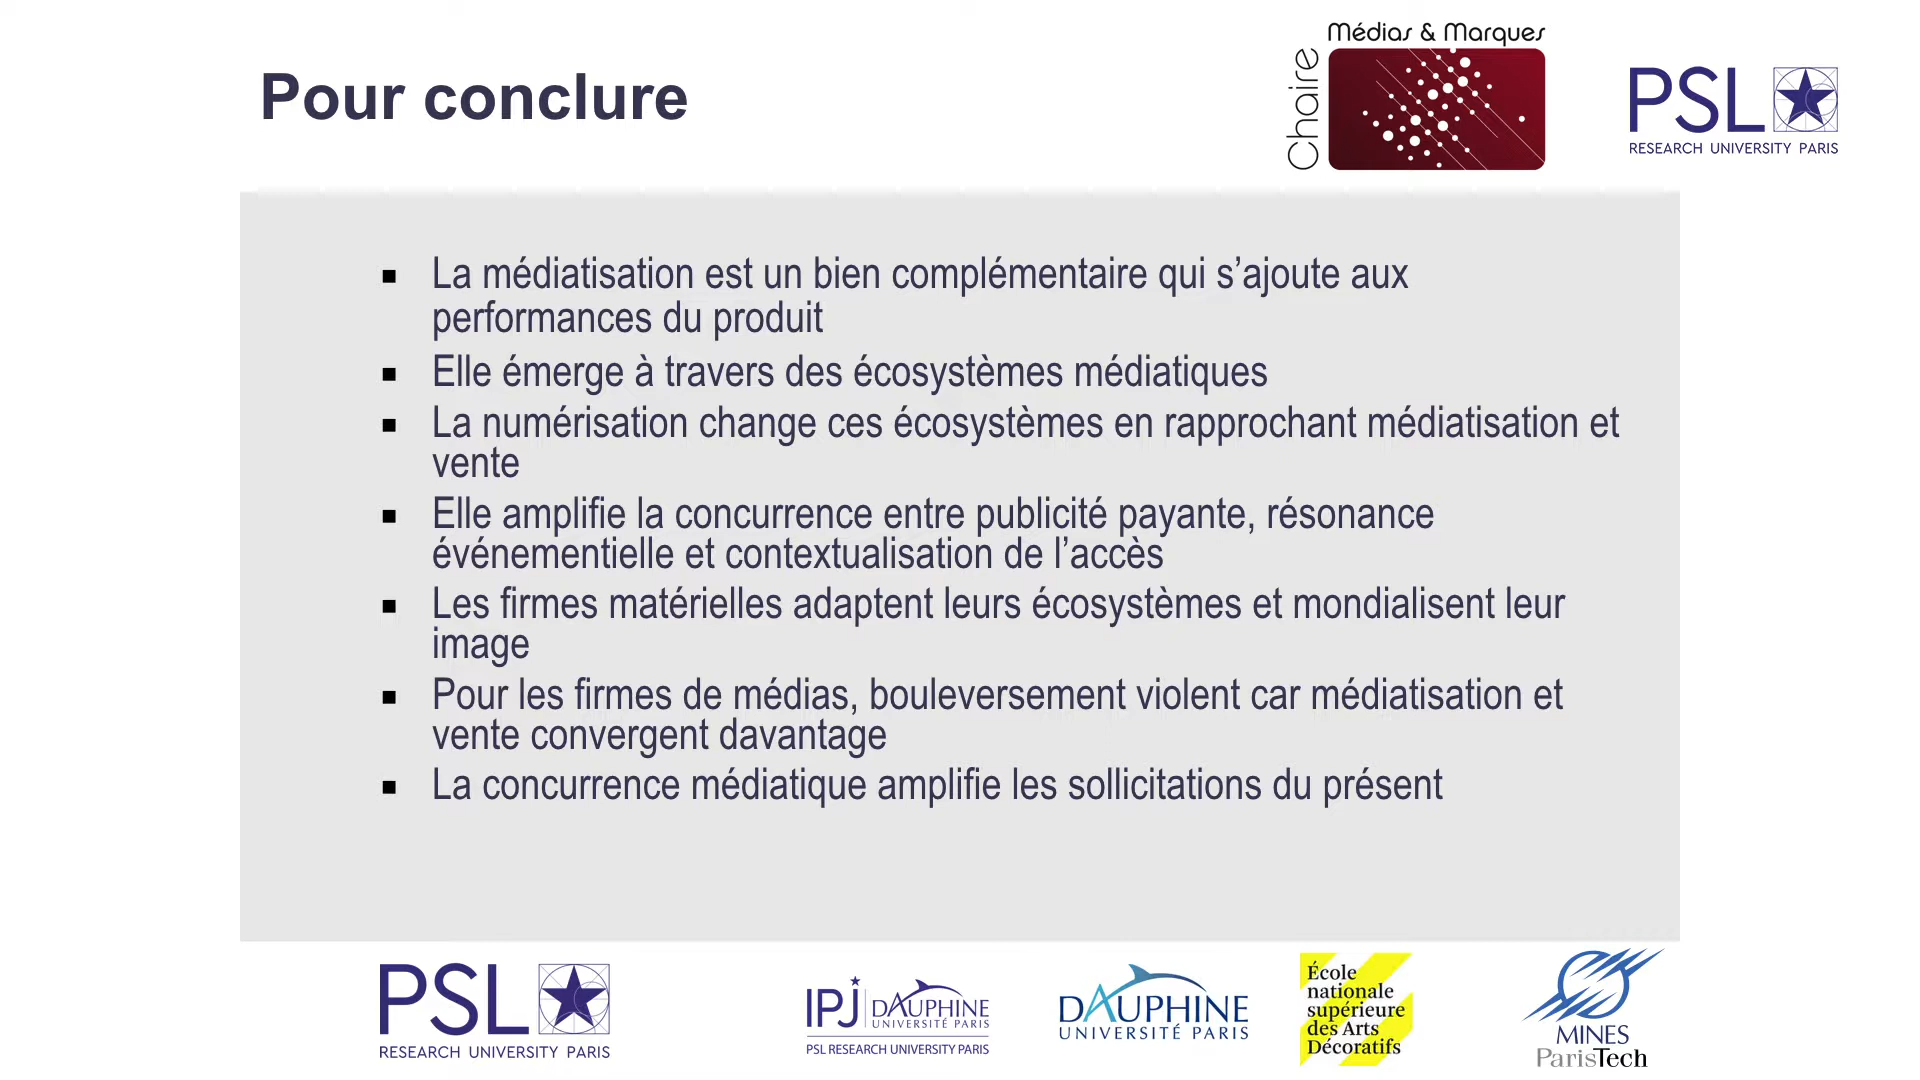 Pour conclure
Chaire
Médias & Marques
PSL
RESEARCH UNIVERSITY PARIS
▪ La médiatisation est un bien complémentaire qui s’ajoute aux
performances du produit
▪ Elle émerge à travers des écosystèmes médiatiques
▪ La numérisation change ces écosystèmes en rapprochant médiatisation et
vente
▪ Elle amplifie la concurrence entre publicité payante, résonance
événementielle et contextualisation de l’accès
▪ Les firmes matérielles adaptent leurs écosystèmes et mondialisent leur
image
▪ Pour les firmes de médias, bouleversement violent car médiatisation et
vente convergent davantage
▪ La concurrence médiatique amplifie les sollicitations du présent
PSL
RESEARCH UNIVERSITY PARIS
IPJ DAUPHINE
UNIVERSITÉ PARIS
PSL RESEARCH UNIVERSITY PARIS
DAUPHINE
UNIVERSITÉ PARIS
École
nationale
supérieure
des Arts
Décoratifs
MINES
ParisTech